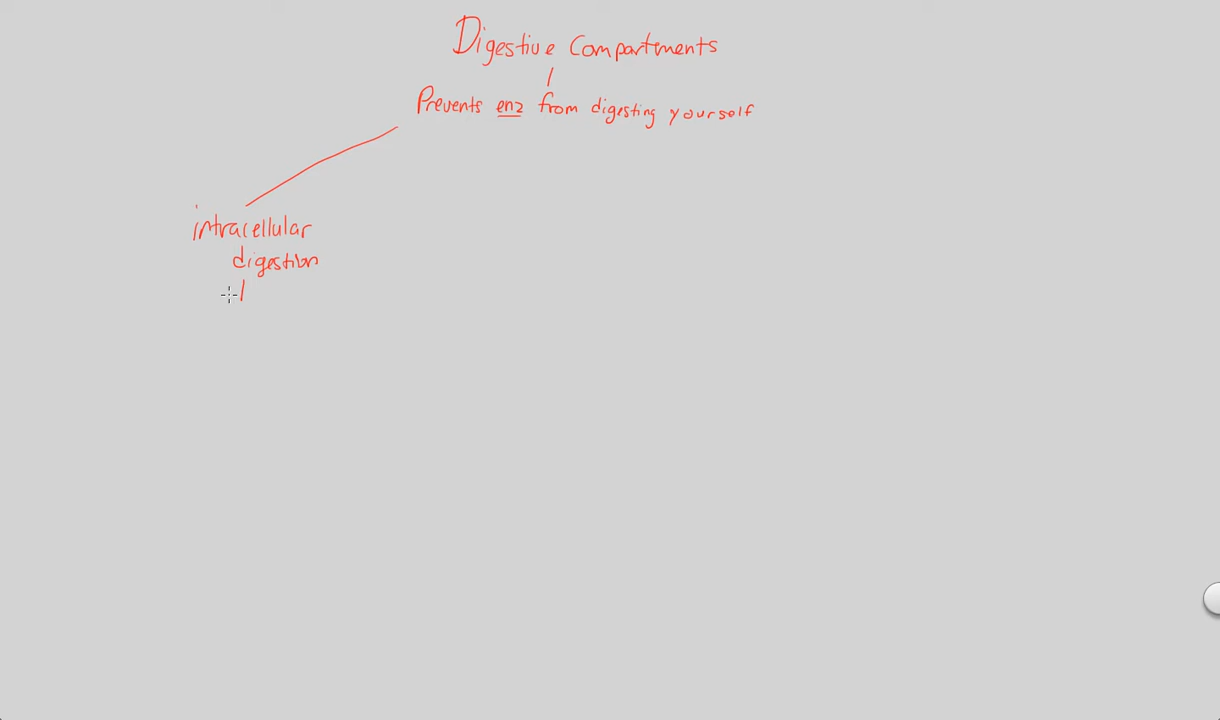 Digestive Compartments
Prevents enz from digesting yourself
intracellular
digestion